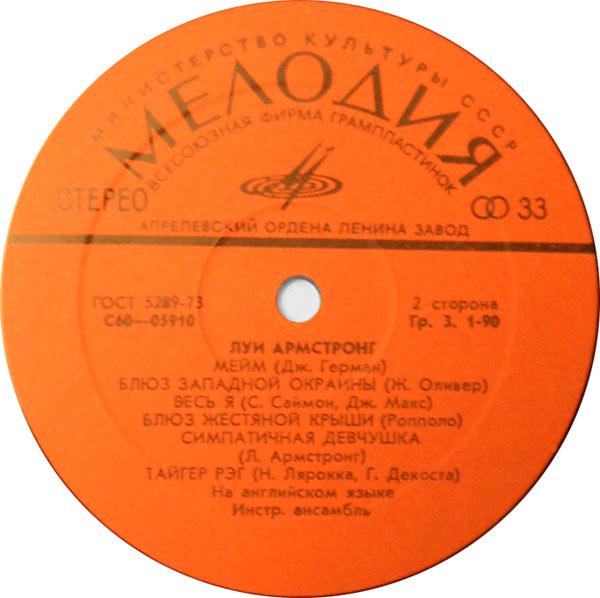 МИНИСТЕРСТВО КУЛЬТУРЫ СССР
МЕЛОДИЯ
ВСЕСОЮЗНАЯ ФИРМА ГРАМПЛАСТИНОК
СТЕРЕО
33
АПРЕЛЕВСКИЙ ОРДЕНА ЛЕНИНА ЗАВОД
ГОСТ 5289-73
2 сторона
С60—05910
Гр. 3. 1-90
ЛУИ АРМСТРОНГ
МЕЙМ (Дж. Герман)
БЛЮЗ ЗАПАДНОЙ ОКРАИНЫ (Ж. Оливер)
ВЕСЬ Я (С. Саймон, Дж. Макс)
БЛЮЗ ЖЕСТЯНОЙ КРЫШИ (Рopполо)
СИМПАТИЧНАЯ ДЕВЧУШКА
(Л. Армстронг)
ТАЙГЕР РЭГ (Н. Лярокка, Г. Декоста)
На английском языке
Инстр. ансамбль